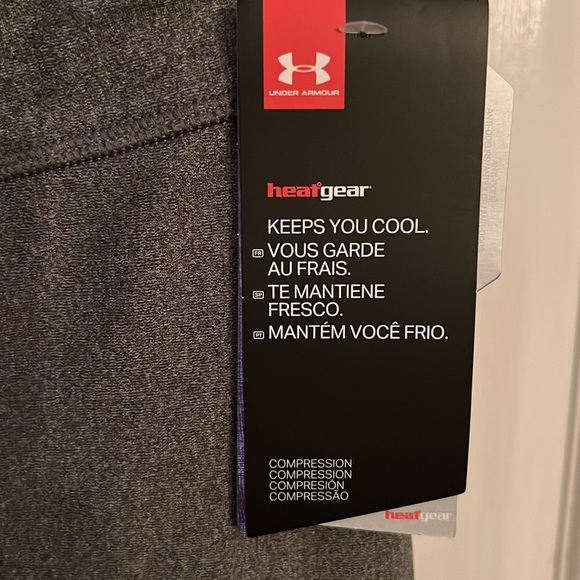 UNDER ARMOUR
heatgear
KEEPS YOU COOL.
FR VOUS GARDE
AU FRAIS.
SP TE MANTIENE
FRESCO.
PT MANTÉM VOCÊ FRIO.
COMPRESSION
COMPRESSION
COMPRESIÓN
COMPRESSÃO
heatgear